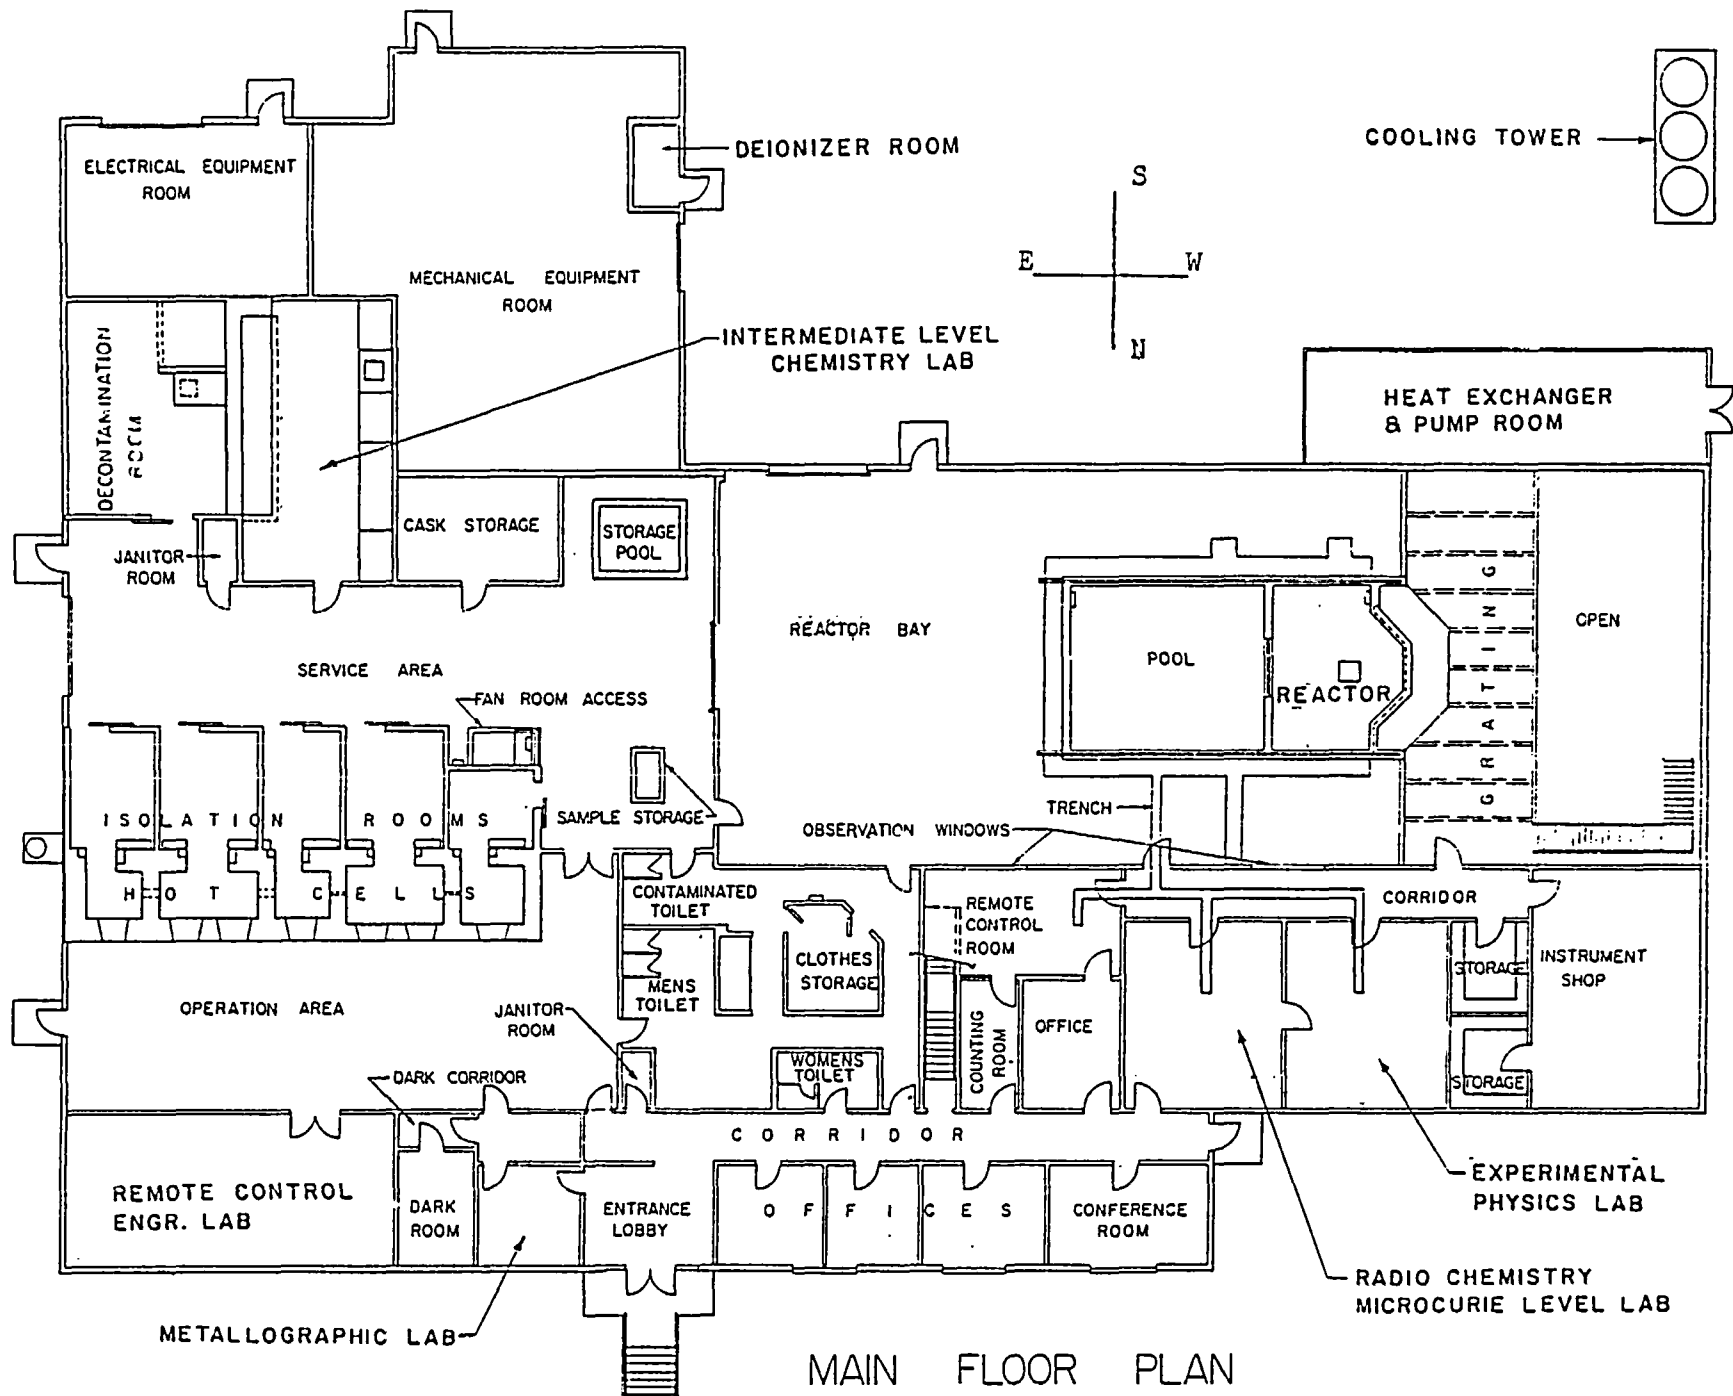 ELECTRICAL EQUIPMENT
ROOM
DEIONIZER ROOM
COOLING TOWER
S
E W
N
MECHANICAL EQUIPMENT
ROOM
INTERMEDIATE LEVEL
CHEMISTRY LAB
DECONTAMINATION
ROOM
HEAT EXCHANGER
& PUMP ROOM
CASK STORAGE
STORAGE
POOL
JANITOR
ROOM
REACTOR BAY
POOL
REACTOR
GRATING
OPEN
SERVICE AREA
FAN ROOM ACCESS
ISOLATION ROOMS
SAMPLE STORAGE
TRENCH
OBSERVATION WINDOWS
HOT CELLS
CONTAMINATED
TOILET
CLOTHES
STORAGE
REMOTE
CONTROL
ROOM
CORRIDOR
MENS
TOILET
STORAGE
INSTRUMENT
SHOP
OPERATION AREA
JANITOR
ROOM
COUNTING
ROOM
OFFICE
WOMENS
TOILET
STORAGE
DARK CORRIDOR
CORRIDOR
REMOTE CONTROL
ENGR. LAB
DARK
ROOM
ENTRANCE
LOBBY
OFFICES
CONFERENCE
ROOM
EXPERIMENTAL
PHYSICS LAB
RADIO CHEMISTRY
MICROCURIE LEVEL LAB
METALLOGRAPHIC LAB
MAIN FLOOR PLAN